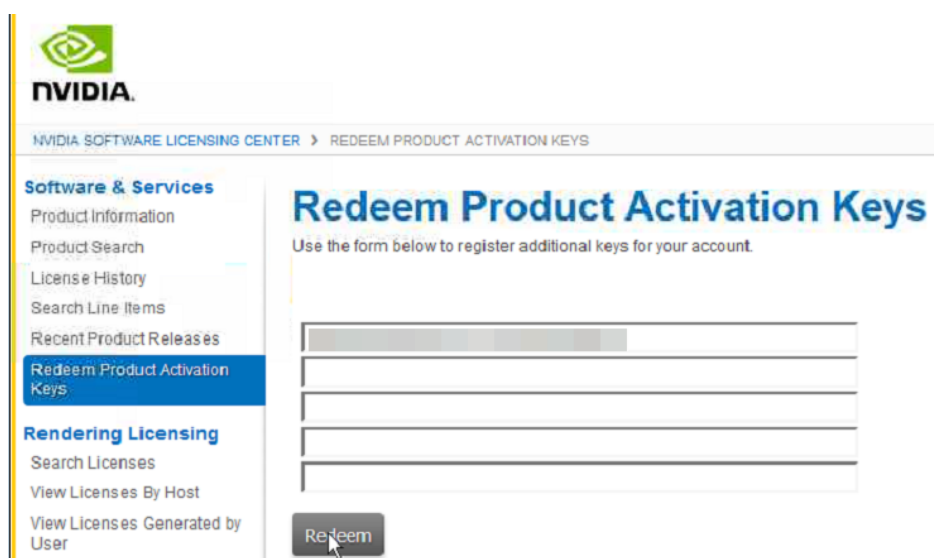 NVIDIA.
NVIDIA SOFTWARE LICENSING CENTER > REDEEM PRODUCT ACTIVATION KEYS
Software & Services
Product Information
Product Search
License History
Search Line Items
Recent Product Releases
Redeem Product Activation
Keys
Rendering Licensing
Search Licenses
View Licenses By Host
View Licenses Generated by
User
Redeem Product Activation Keys
Use the form below to register additional keys for your account.
Redeem